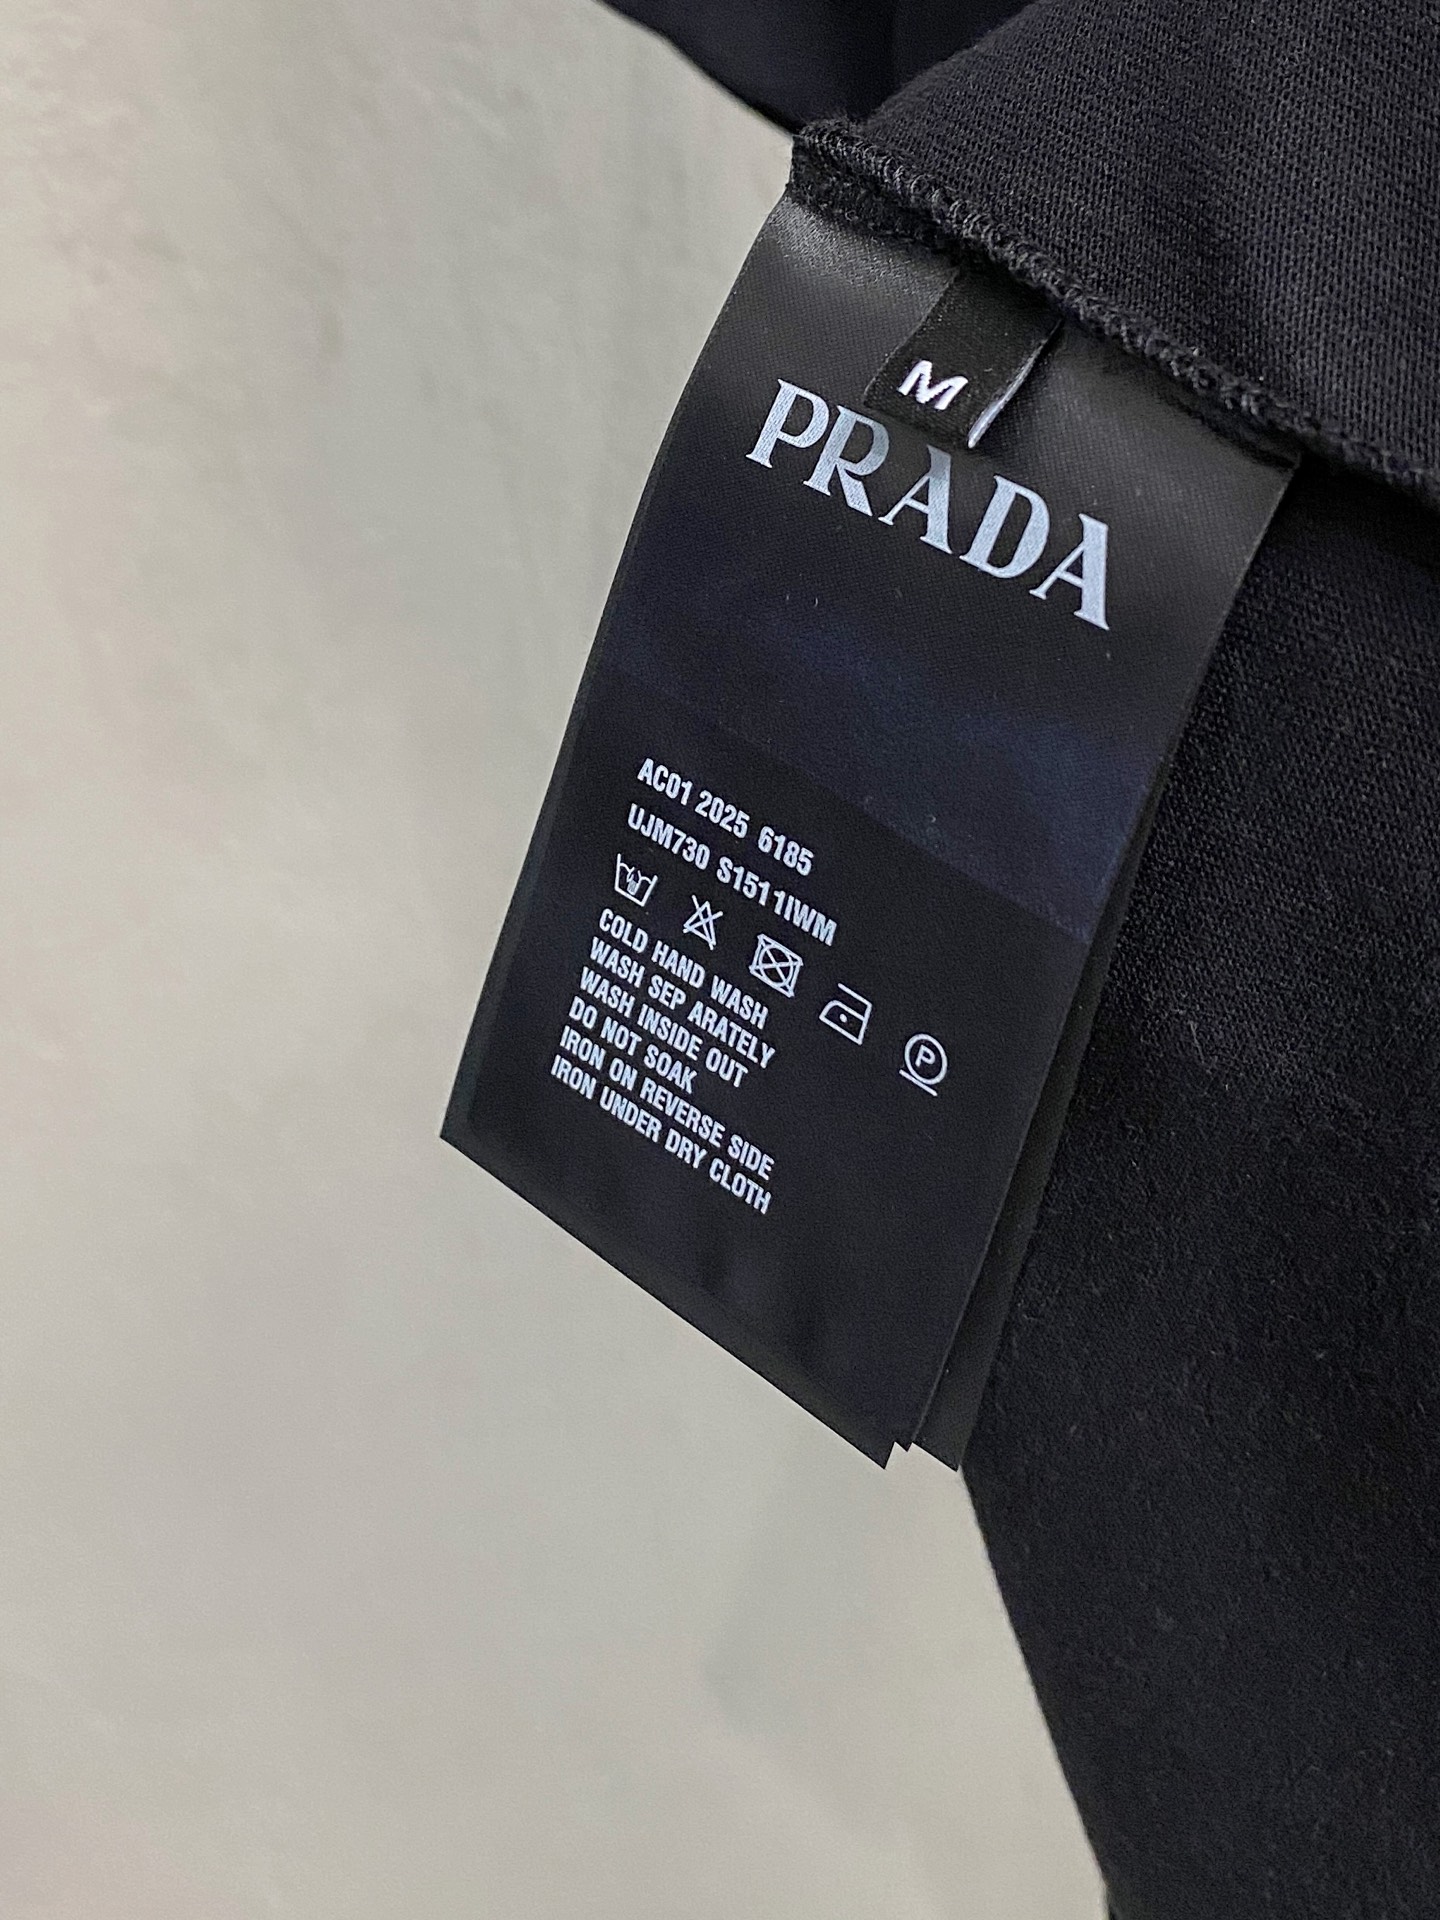 M
PRADA
AC01 2025 6185
UJM730 S1511IWM
P
COLD HAND WASH
WASH SEP ARATELY
WASH INSIDE OUT
DO NOT SOAK
IRON ON REVERSE SIDE
IRON UNDER DRY CLOTH